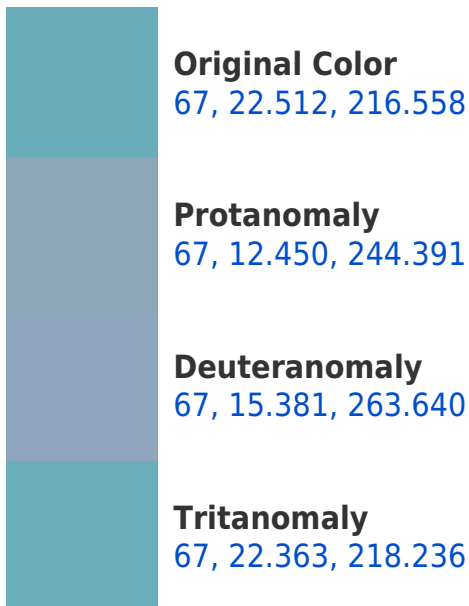 Original Color
67, 22.512, 216.558
Protanomaly
67, 12.450, 244.391
Deuteranomaly
67, 15.381, 263.640
Tritanomaly
67, 22.363, 218.236